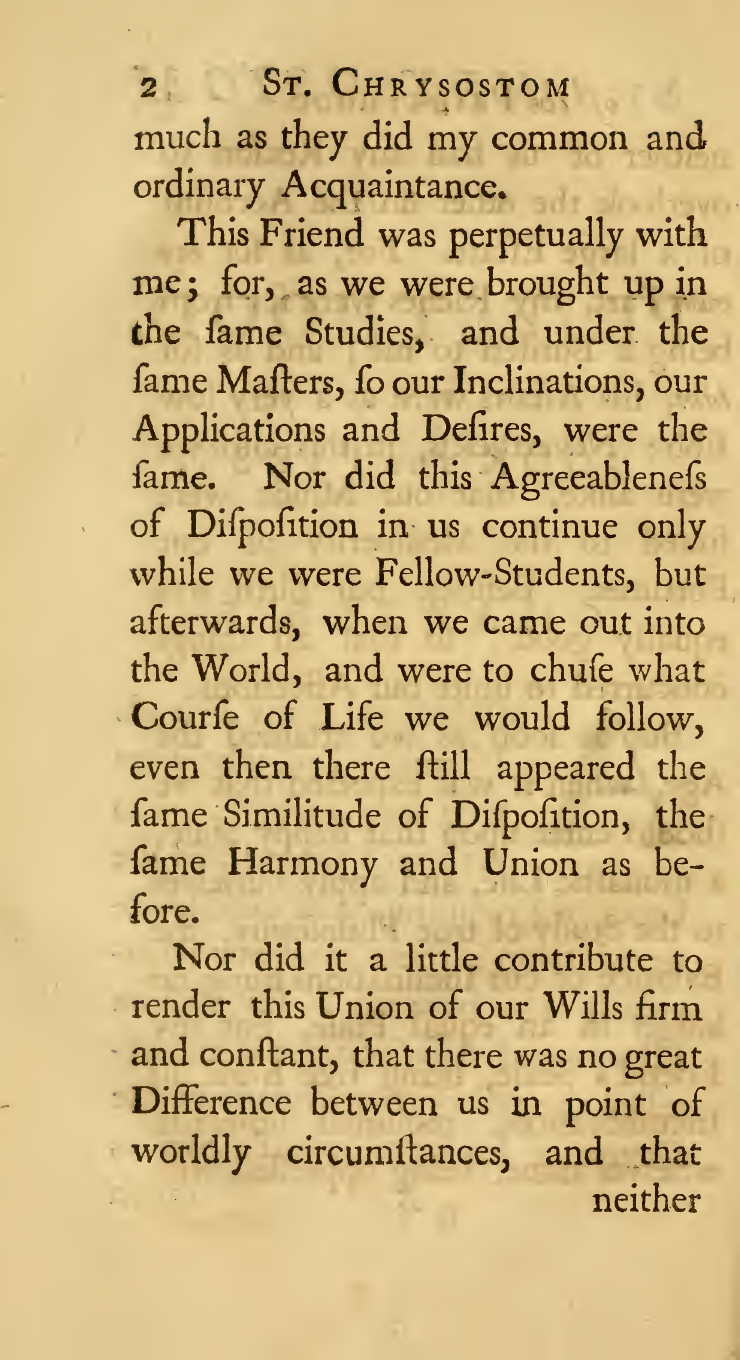 2 St. Chrysostom
much as they did my common and
ordinary Acquaintance.
This Friend was perpetually with
me; for, as we were brought up in
the ſame Studies, and under the
ſame Maſters, ſo our Inclinations, our
Applications and Deſires, were the
ſame. Nor did this Agreeableneſs
of Diſpoſition in us continue only
while we were Fellow-Students, but
afterwards, when we came out into
the World, and were to chuſe what
Courſe of Life we would follow,
even then there ſtill appeared the
ſame Similitude of Diſpoſition, the
ſame Harmony and Union as be-
fore.
Nor did it a little contribute to
render this Union of our Wills firm
and conſtant, that there was no great
Difference between us in point of
worldly circumſtances, and that
neither